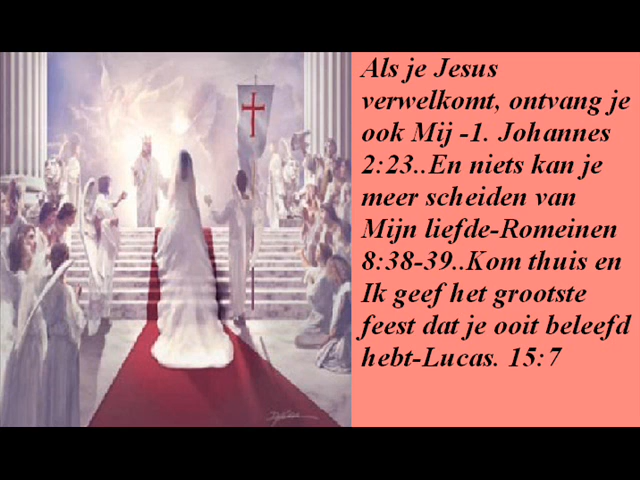 Als je Jesus
verwelkomt, ontvang je
ook Mij -1. Johannes
2:23..En niets kan je
meer scheiden van
Mijn liefde-Romeinen
8:38-39..Kom thuis en
Ik geef het grootste
feest dat je ooit beleefd
hebt-Lucas. 15:7